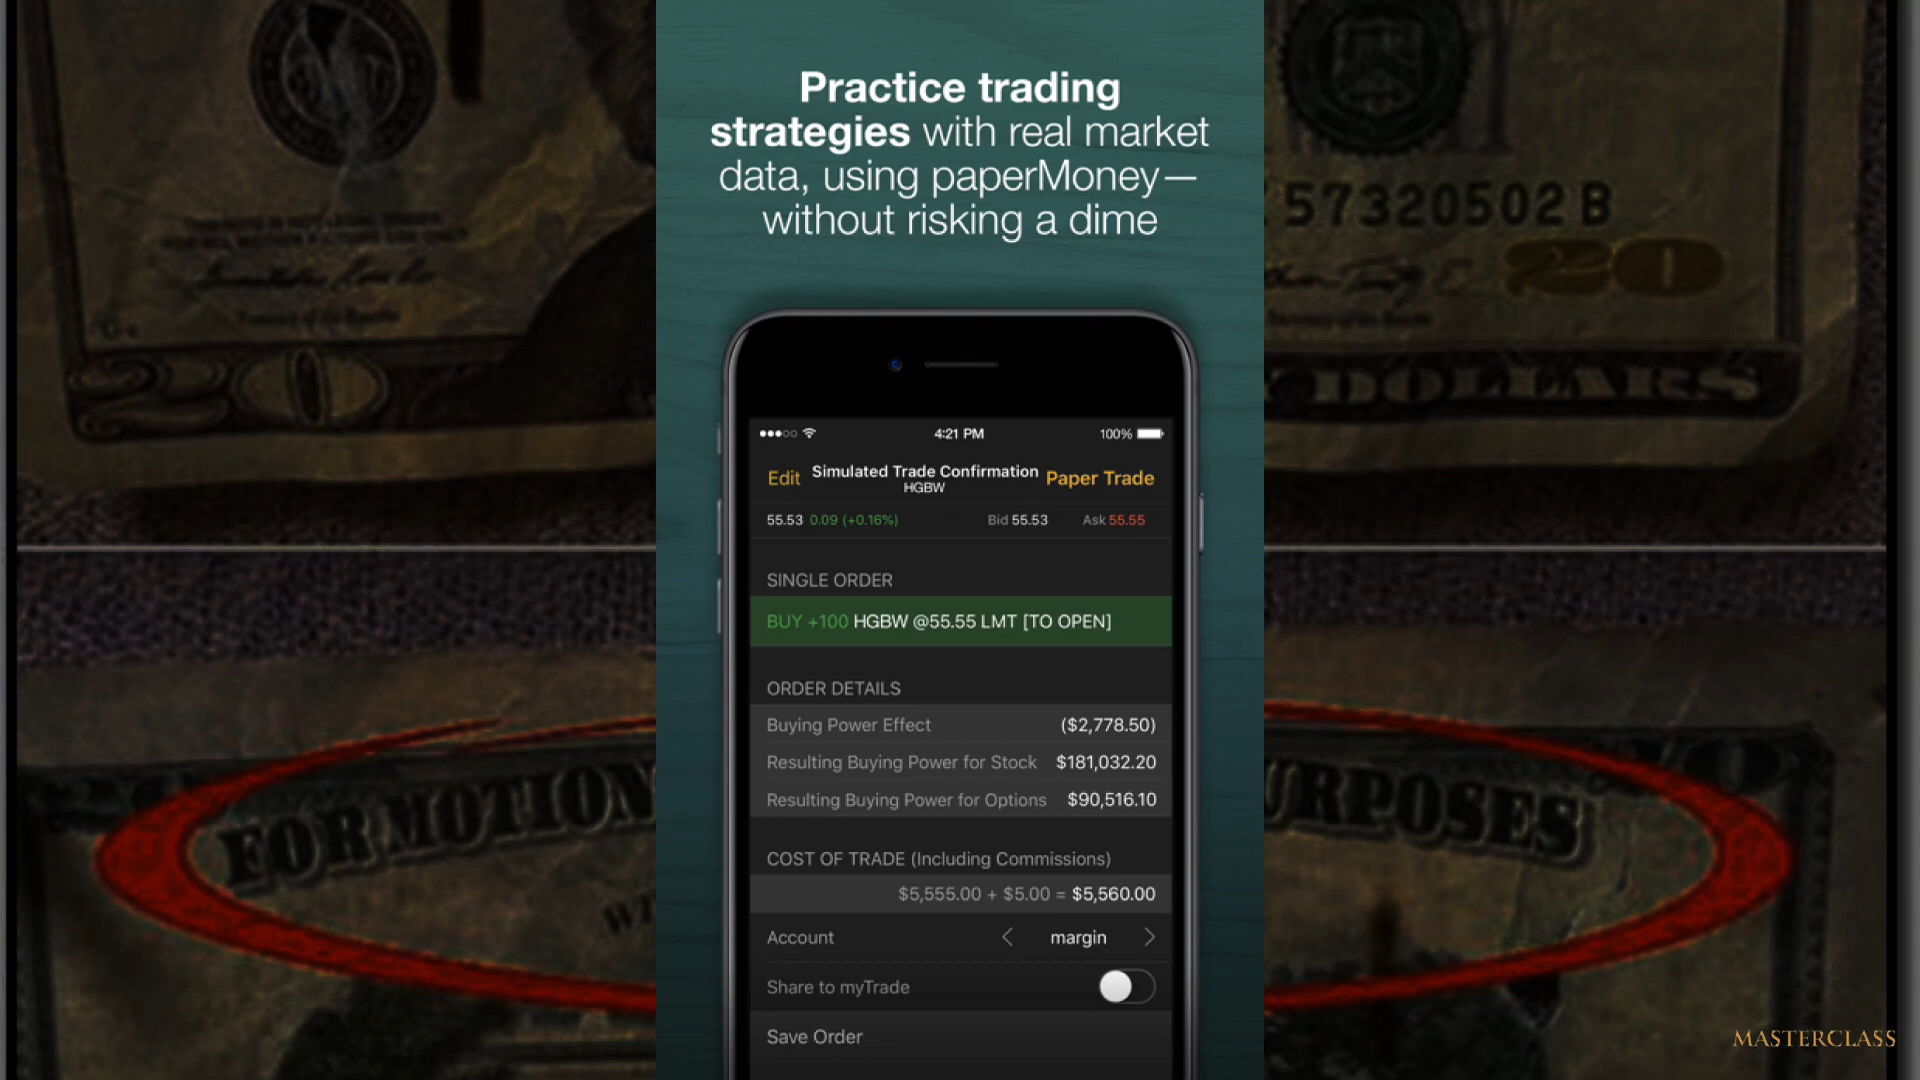 Practice trading
strategies with real market
data, using paperMoney—
without risking a dime
57320502 B
20
20
DOLLARS
4:21 PM
100%
Edit
Simulated Trade Confirmation
HGBW
Paper Trade
55.53 0.09 (+0.16%)
Bid 55.53
Ask 55.55
SINGLE ORDER
BUY +100 HGBW @55.55 LMT [TO OPEN]
ORDER DETAILS
Buying Power Effect ($2,778.50)
Resulting Buying Power for Stock $181,032.20
Resulting Buying Power for Options $90,516.10
FOR MOTION
URPOSES
COST OF TRADE (Including Commissions)
$5,555.00 + $5.00 = $5,560.00
Account < margin >
Share to myTrade
Save Order
MASTERCLASS